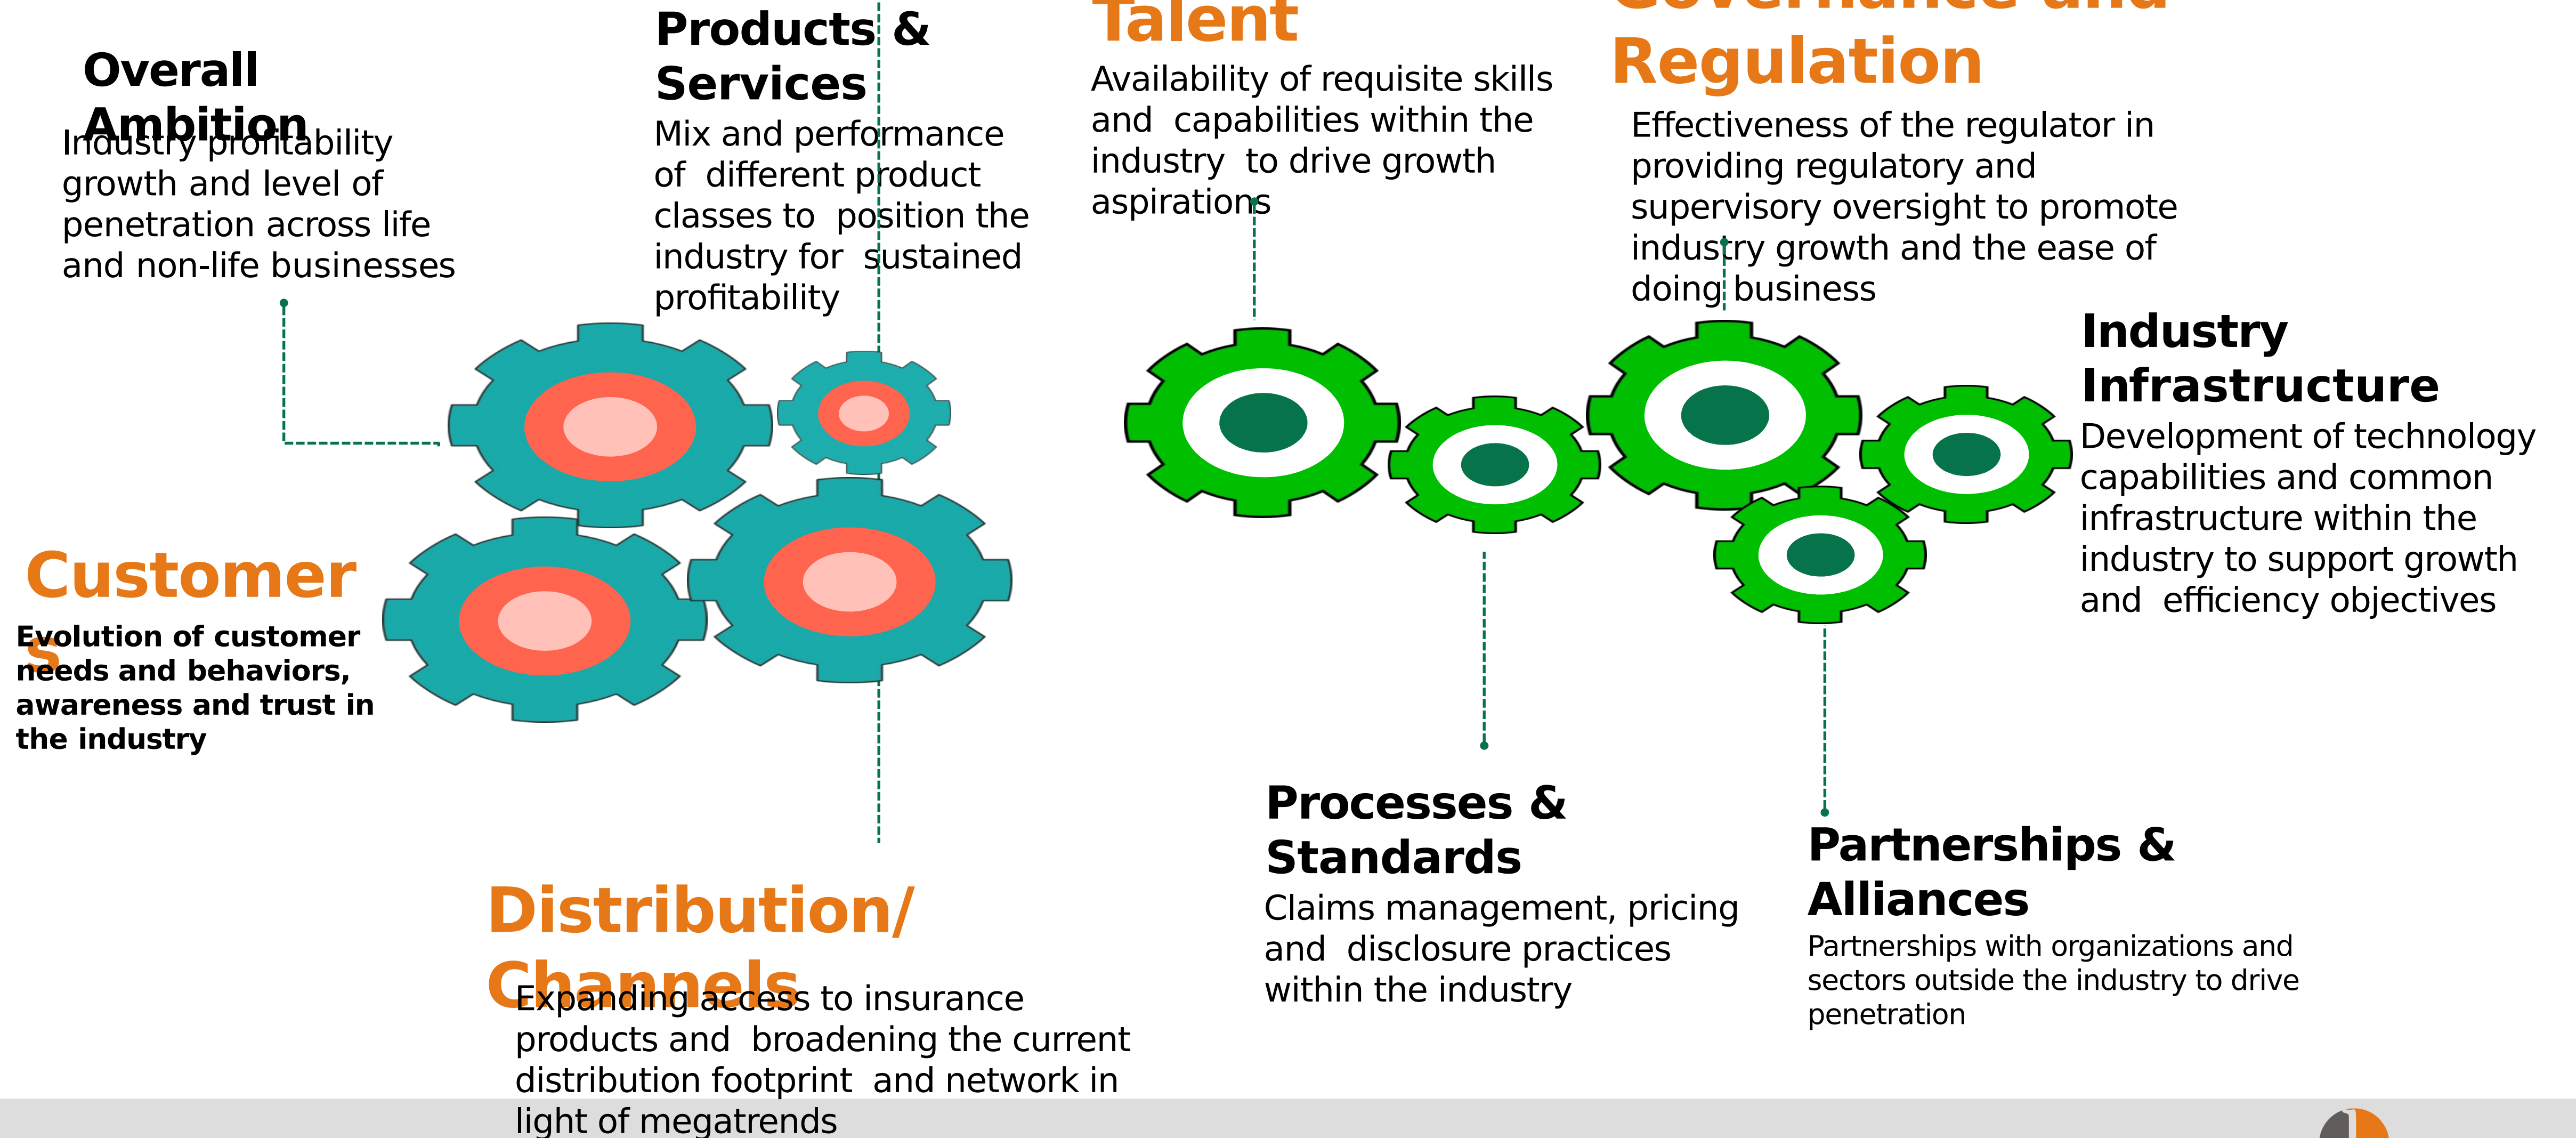 Overall
Ambition
Industry profitability
growth and level of
penetration across life
and non-life businesses
Products &
Services
Mix and performance
of  different product
classes to  position the
industry for  sustained
profitability
Talent
Availability of requisite skills
and  capabilities within the
industry  to drive growth
aspirations
Governance and
Regulation
Effectiveness of the regulator in
providing regulatory and
supervisory oversight to promote
industry growth and the ease of
doing business
Industry
Infrastructure
Development of technology
capabilities and common
infrastructure within the
industry to support growth
and  efficiency objectives
Customer
s
Evolution of customer
needs and behaviors,
awareness and trust in
the industry
Distribution/
Channels
Expanding access to insurance
products and  broadening the current
distribution footprint  and network in
light of megatrends
Processes &
Standards
Claims management, pricing
and  disclosure practices
within the industry
Partnerships &
Alliances
Partnerships with organizations and
sectors outside the industry to drive
penetration